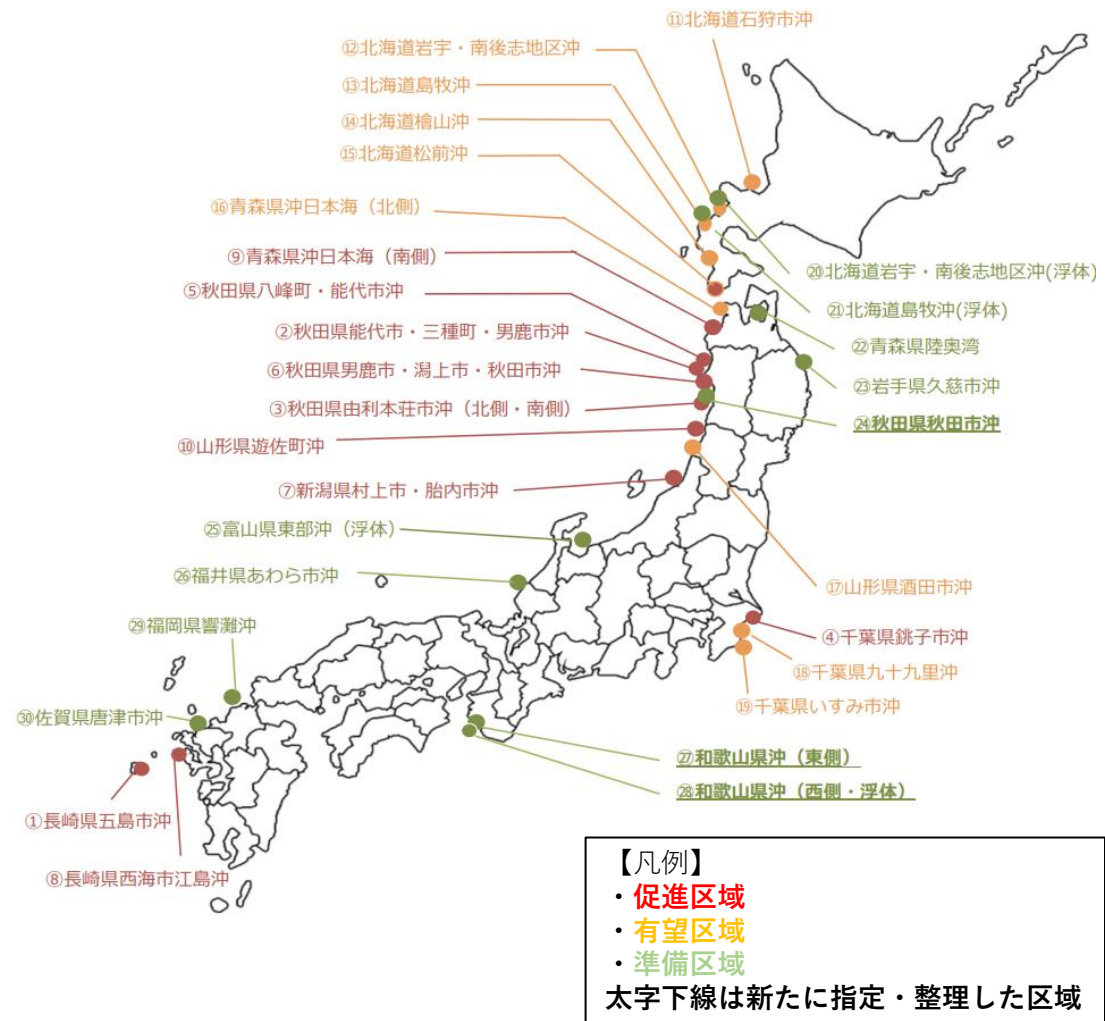 ⑪北海道石狩市沖
⑫北海道岩宇・南後志地区沖
⑬北海道島牧沖
⑭北海道檜山沖
⑮北海道松前沖
⑯青森県沖日本海（北側）
⑨青森県沖日本海（南側）
⑤秋田県八峰町・能代市沖
②秋田県能代市・三種町・男鹿市沖
⑥秋田県男鹿市・潟上市・秋田市沖
③秋田県由利本荘市沖（北側・南側）
⑩山形県遊佐町沖
⑦新潟県村上市・胎内市沖
㉕富山県東部沖（浮体）
㉖福井県あわら市沖
㉙福岡県響灘沖
㉚佐賀県唐津市沖
①長崎県五島市沖
⑧長崎県西海市江島沖
⑳北海道岩宇・南後志地区沖(浮体)
㉑北海道島牧沖(浮体)
㉒青森県陸奥湾
㉓岩手県久慈市沖
㉔秋田県秋田市沖
⑰山形県酒田市沖
④千葉県銚子市沖
⑱千葉県九十九里沖
⑲千葉県いすみ市沖
㉗和歌山県沖（東側）
㉘和歌山県沖（西側・浮体）
【凡例】
・促進区域
・有望区域
・準備区域
太字下線は新たに指定・整理した区域